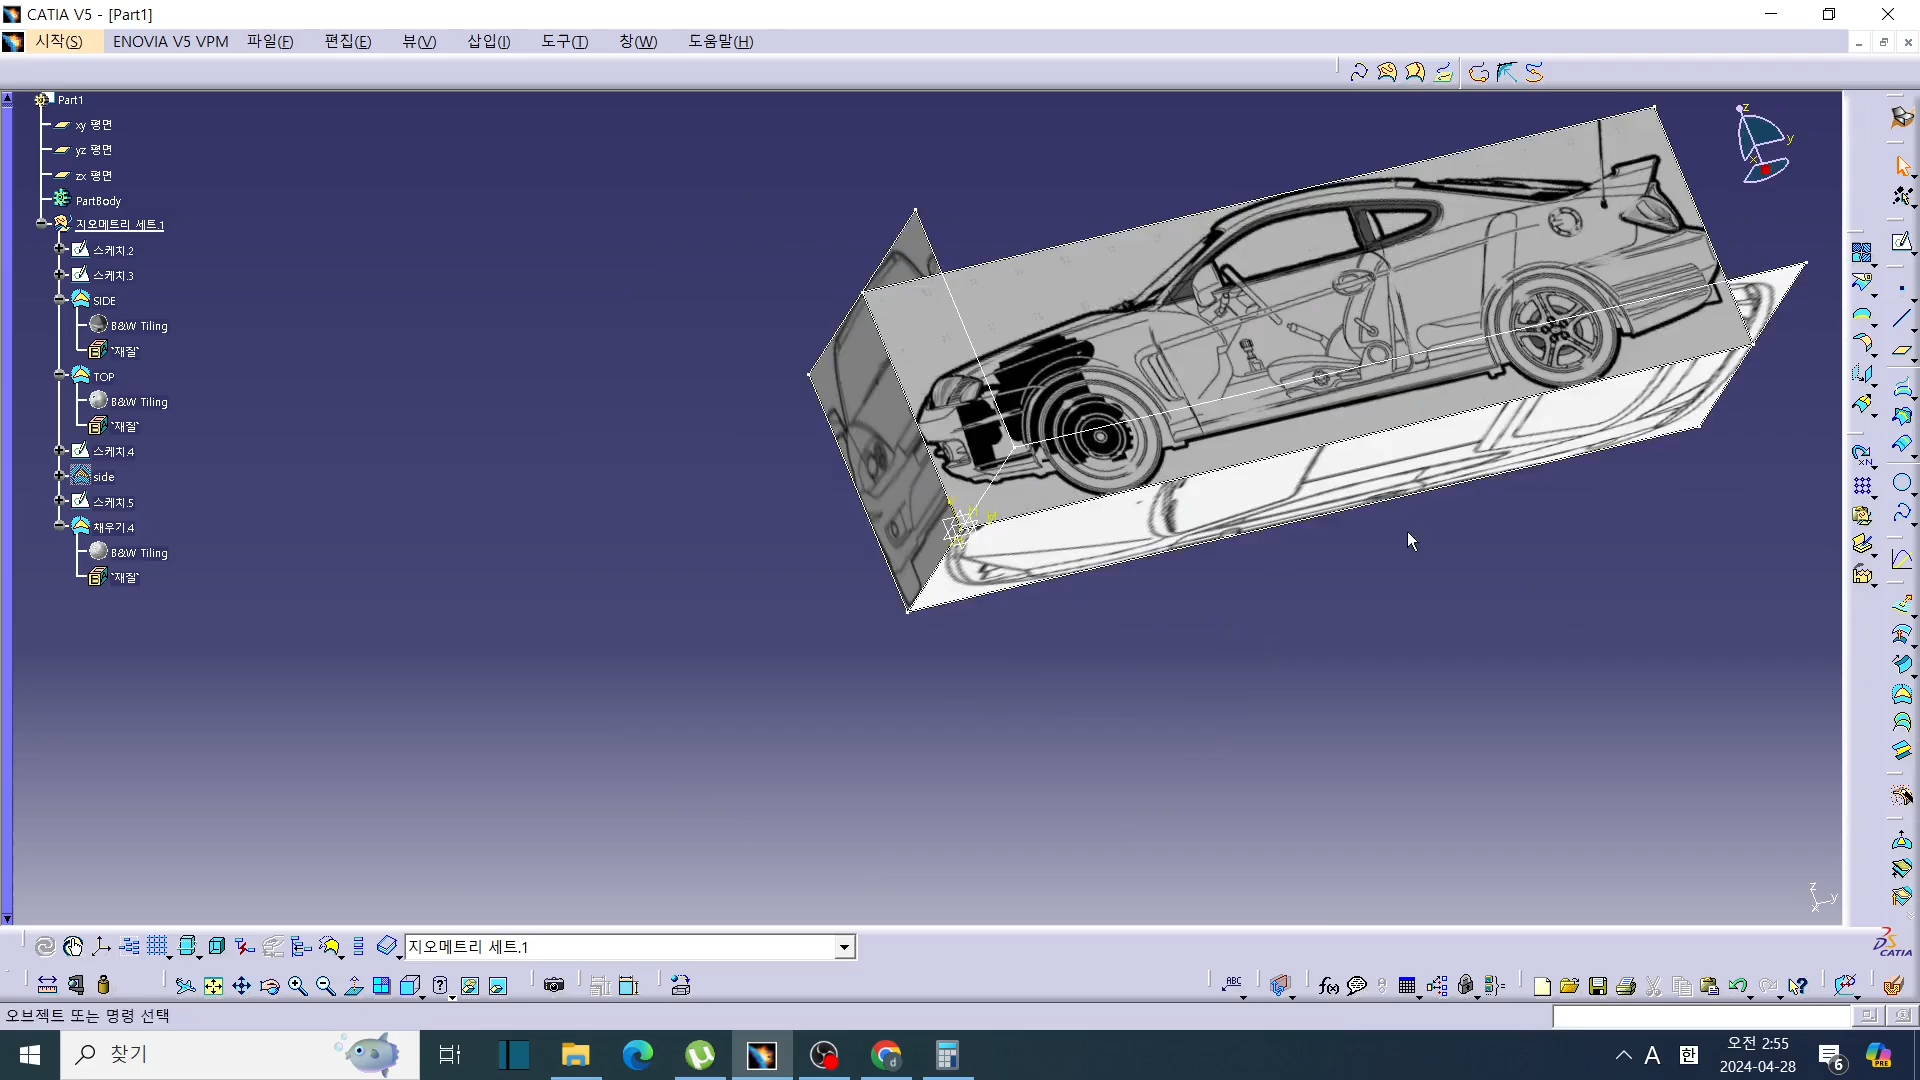 CATIA V5 - [Part1]
시작(S) ENOVIA V5 VPM 파일(F) 편집(E) 뷰(V) 삽입(I) 도구(T) 창(W) 도움말(H)
Part1
xy 평면
yz 평면
zx 평면
PartBody
지오메트리 세트.1
스케치.2
스케치.3
SIDE
B&W Tiling
`재질`
TOP
B&W Tiling
`재질`
스케치.4
side
스케치.5
채우기.4
B&W Tiling
`재질`
z
y
x
V
H
z
y
x
지오메트리 세트.1
CATIA
ABC
f(x)
오브젝트 또는 명령 선택
찾기
A 한
오전 2:55
2024-04-28
6
PRE